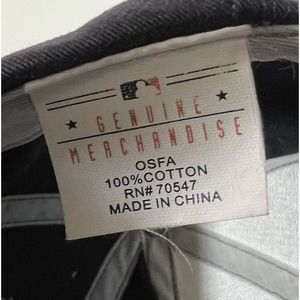 GENUINE
MERCHANDISE
OSFA
100%COTTON
RN# 70547
MADE IN CHINA